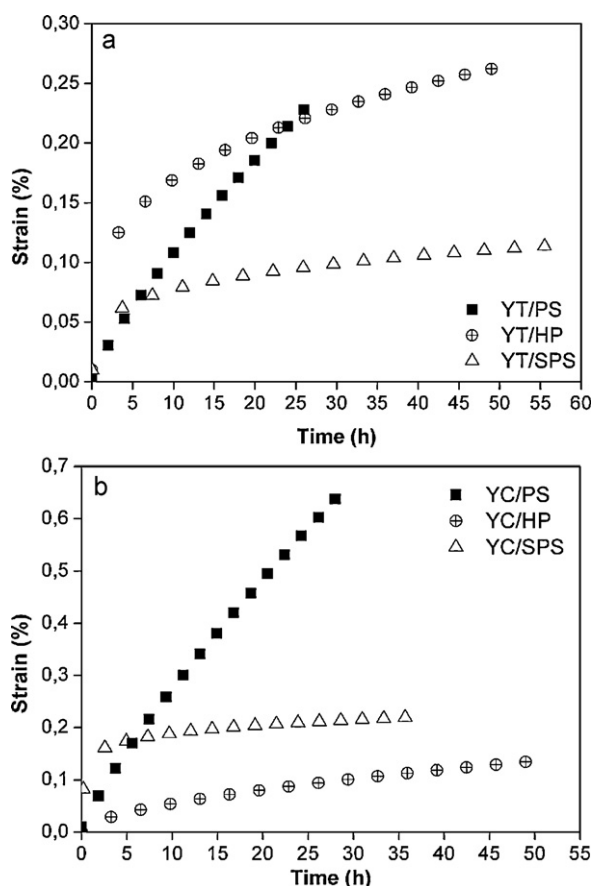 a
0,30
0,25
0,20
0,15
0,10
0,05
0,00
Strain (%)
YT/PS
YT/HP
YT/SPS
0 5 10 15 20 25 30 35 40 45 50 55 60
Time (h)
b
0,7
0,6
0,5
0,4
0,3
0,2
0,1
0,0
Strain (%)
YC/PS
YC/HP
YC/SPS
0 5 10 15 20 25 30 35 40 45 50 55
Time (h)